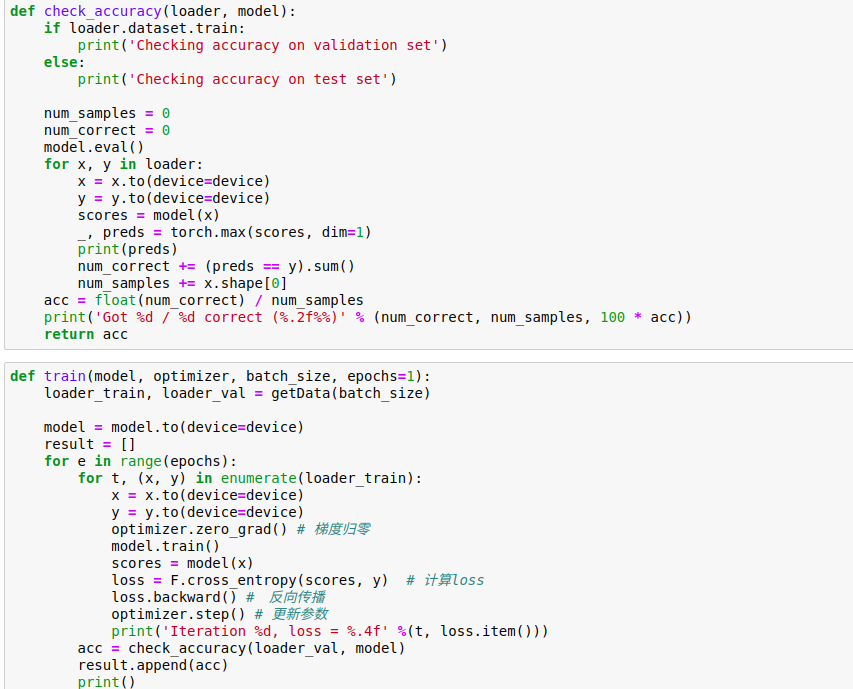 def check_accuracy(loader, model):
    if loader.dataset.train:
        print('Checking accuracy on validation set')
    else:
        print('Checking accuracy on test set')

    num_samples = 0
    num_correct = 0
    model.eval()
    for x, y in loader:
        x = x.to(device=device)
        y = y.to(device=device)
        scores = model(x)
        _, preds = torch.max(scores, dim=1)
        print(preds)
        num_correct += (preds == y).sum()
        num_samples += x.shape[0]
    acc = float(num_correct) / num_samples
    print('Got %d / %d correct (%.2f%%)' % (num_correct, num_samples, 100 * acc))
    return acc

def train(model, optimizer, batch_size, epochs=1):
    loader_train, loader_val = getData(batch_size)

    model = model.to(device=device)
    result = []
    for e in range(epochs):
        for t, (x, y) in enumerate(loader_train):
            x = x.to(device=device)
            y = y.to(device=device)
            optimizer.zero_grad() # 梯度归零
            model.train()
            scores = model(x)
            loss = F.cross_entropy(scores, y)  # 计算loss
            loss.backward() #  反向传播
            optimizer.step() # 更新参数
            print('Iteration %d, loss = %.4f' %(t, loss.item()))
        acc = check_accuracy(loader_val, model)
        result.append(acc)
        print()